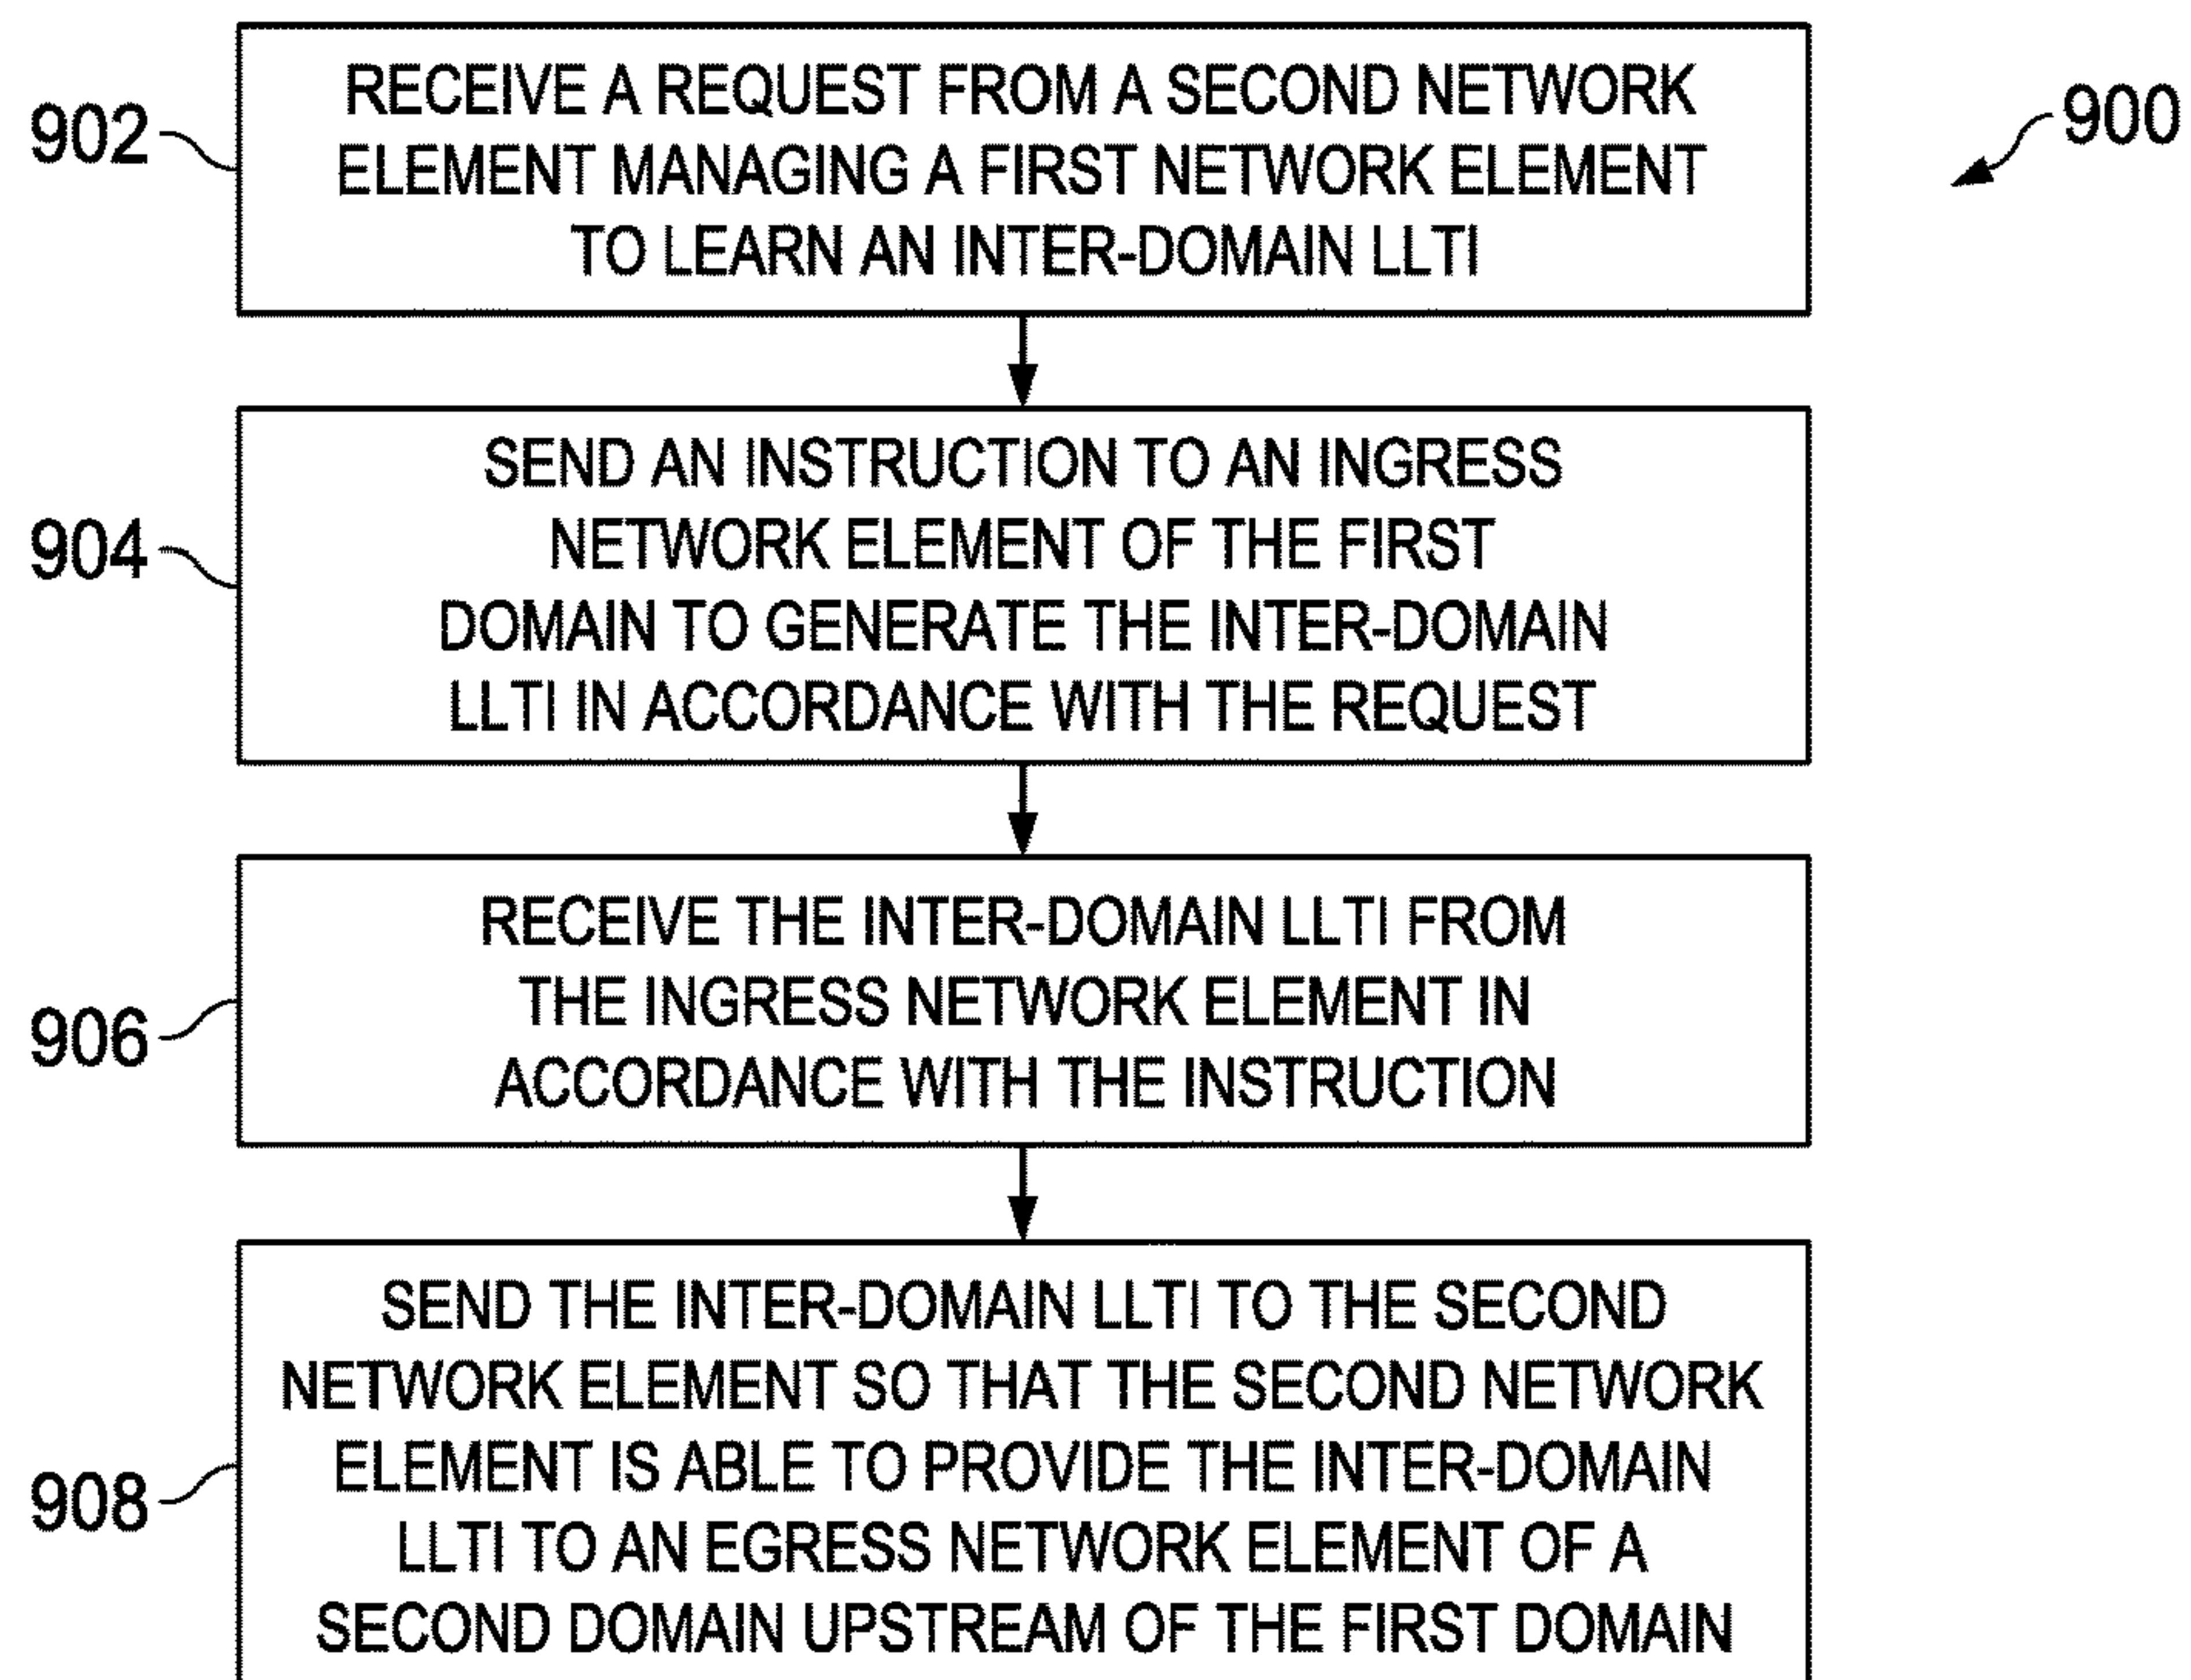 RECEIVE A REQUEST FROM A SECOND NETWORK
ELEMENT MANAGING A FIRST NETWORK ELEMENT
TO LEARN AN INTER-DOMAIN LLTI
902
900
SEND AN INSTRUCTION TO AN INGRESS
NETWORK ELEMENT OF THE FIRST
DOMAIN TO GENERATE THE INTER-DOMAIN
LLTI IN ACCORDANCE WITH THE REQUEST
904
RECEIVE THE INTER-DOMAIN LLTI FROM
THE INGRESS NETWORK ELEMENT IN
ACCORDANCE WITH THE INSTRUCTION
906
SEND THE INTER-DOMAIN LLTI TO THE SECOND
NETWORK ELEMENT SO THAT THE SECOND NETWORK
ELEMENT IS ABLE TO PROVIDE THE INTER-DOMAIN
LLTI TO AN EGRESS NETWORK ELEMENT OF A
SECOND DOMAIN UPSTREAM OF THE FIRST DOMAIN
908